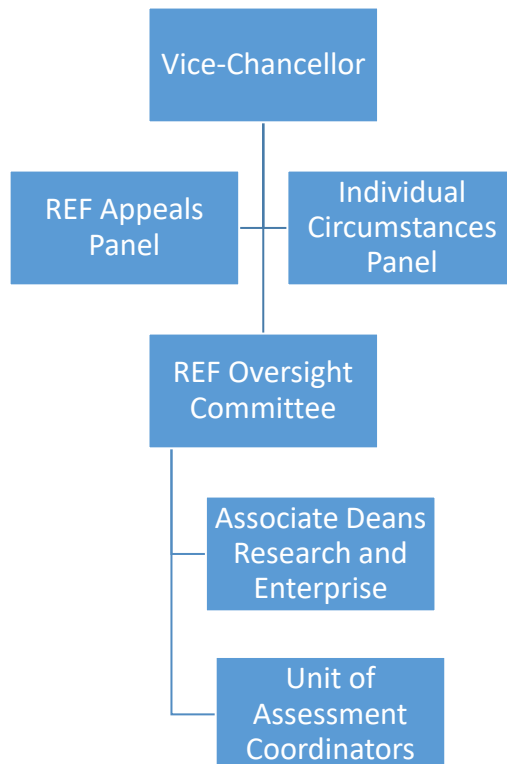 Vice-Chancellor
REF Appeals
Panel
Individual
Circumstances
Panel
REF Oversight
Committee
Associate Deans
Research and
Enterprise
Unit of
Assessment
Coordinators